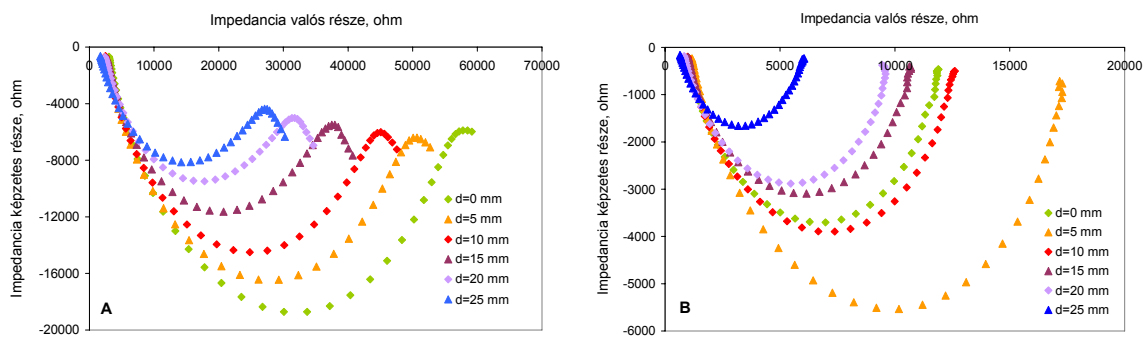 Impedancia valós része, ohm
0
10000
20000
30000
40000
50000
60000
70000
0
-4000
-8000
-12000
-16000
-20000
Impedancia képzetes része, ohm
d=0 mm
d=5 mm
d=10 mm
d=15 mm
d=20 mm
d=25 mm
A
Impedancia valós része, ohm
0
5000
10000
15000
20000
0
-1000
-2000
-3000
-4000
-5000
-6000
Impedancia képzetes része, ohm
d=0 mm
d=5 mm
d=10 mm
d=15 mm
d=20 mm
d=25 mm
B